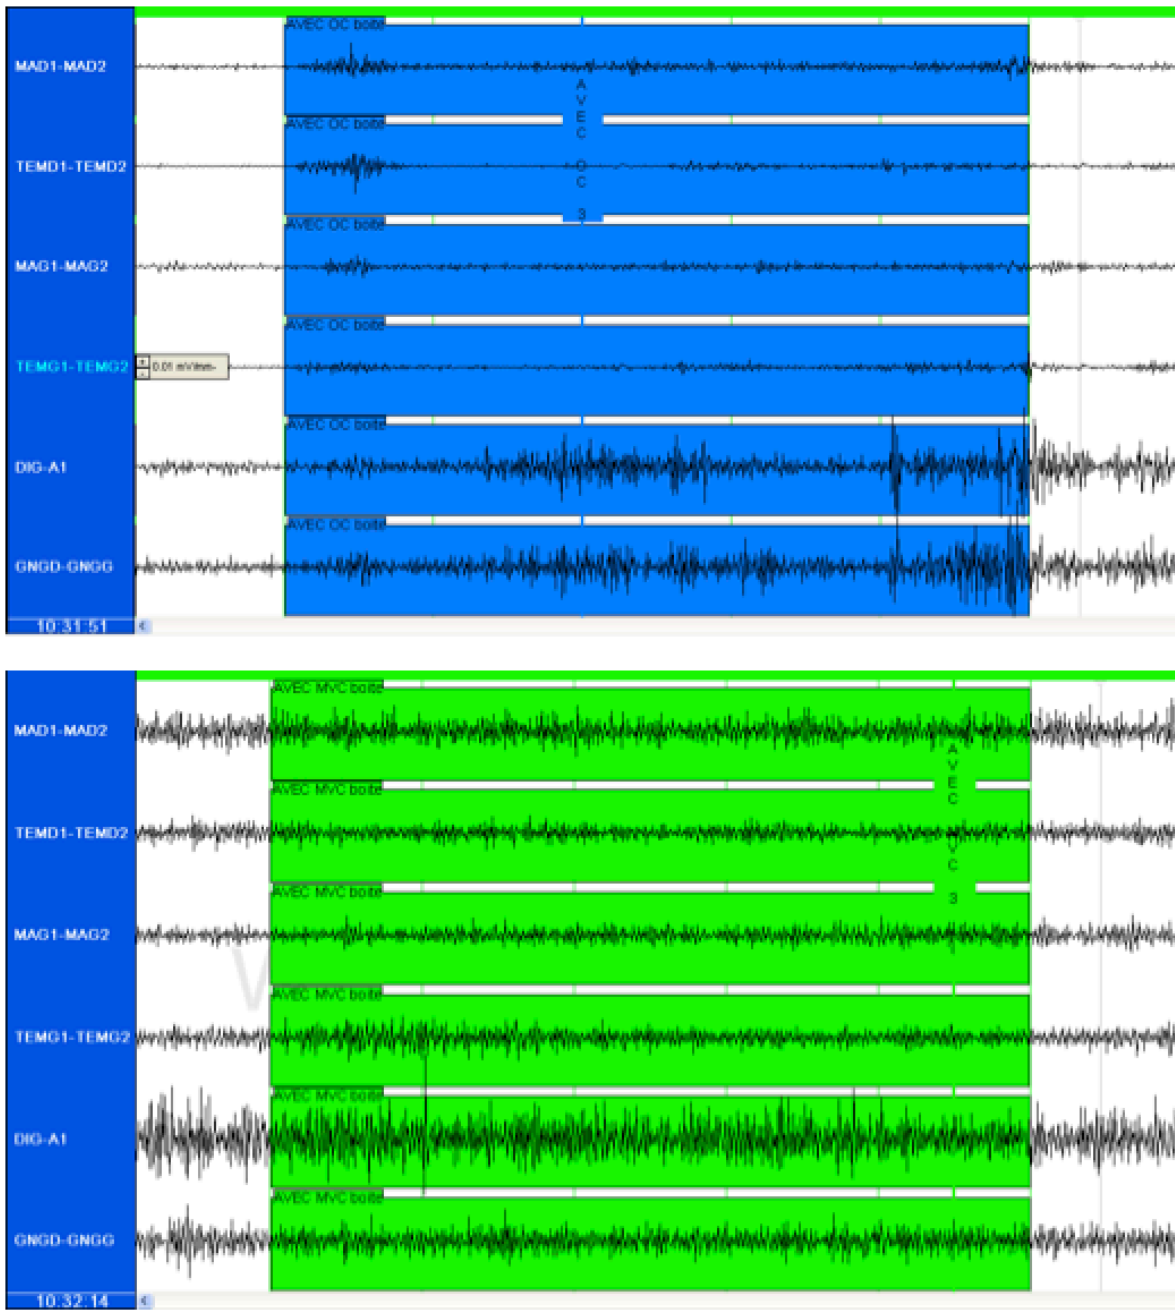 AVEC OC boite
MAD1-MAD2
AVEC OC 3
AVEC OC boite
TEMD1-TEMD2
AVEC OC boite
MAG1-MAG2
AVEC OC boite
TEMG1-TEMG2
+
-
0.01 mV/mm-
AVEC OC boite
DIG-A1
AVEC OC boite
GNGD-GNGG
10:31:51
AVEC MVC boite
MAD1-MAD2
AVEC MVC 3
AVEC MVC boite
TEMD1-TEMD2
AVEC MVC boite
MAG1-MAG2
AVEC MVC boite
TEMG1-TEMG2
AVEC MVC boite
DIG-A1
AVEC MVC boite
GNGD-GNGG
10:32:14